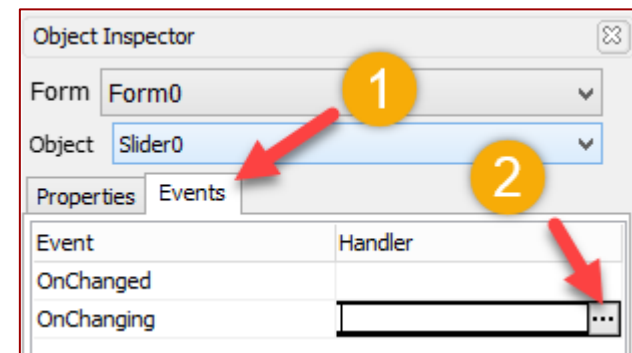 Object Inspector
Form Form0
1
Object Slider0
2
Properties Events
Event Handler
OnChanged
OnChanging ...